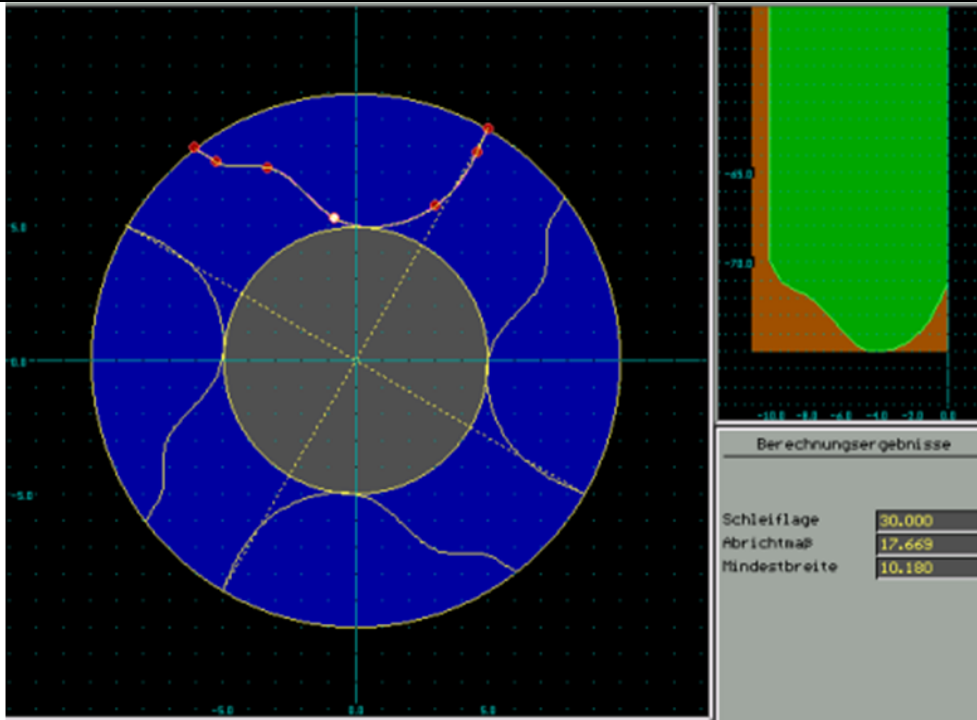 5.0
0.0
-5.0
-5.0 0.0 5.0
-65.0
-70.0
-10.0 -8.0 -6.0 -4.0 -2.0 0.0
Berechnungsergebnisse
Schleiflage 30.000
Abrichtmaß 17.669
Mindestbreite 10.180